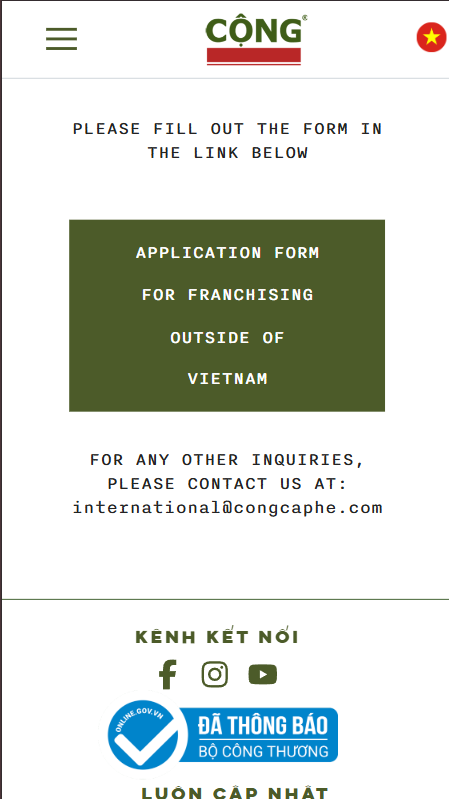 CỘNG®
PLEASE FILL OUT THE FORM IN
THE LINK BELOW
APPLICATION FORM
FOR FRANCHISING
OUTSIDE OF
VIETNAM
FOR ANY OTHER INQUIRIES,
PLEASE CONTACT US AT:
international@congcaphe.com
KÊNH KẾT NỐI
ONLINE.GOV.VN
ĐÃ THÔNG BÁO
BỘ CÔNG THƯƠNG
LUÔN CẬP NHẬT